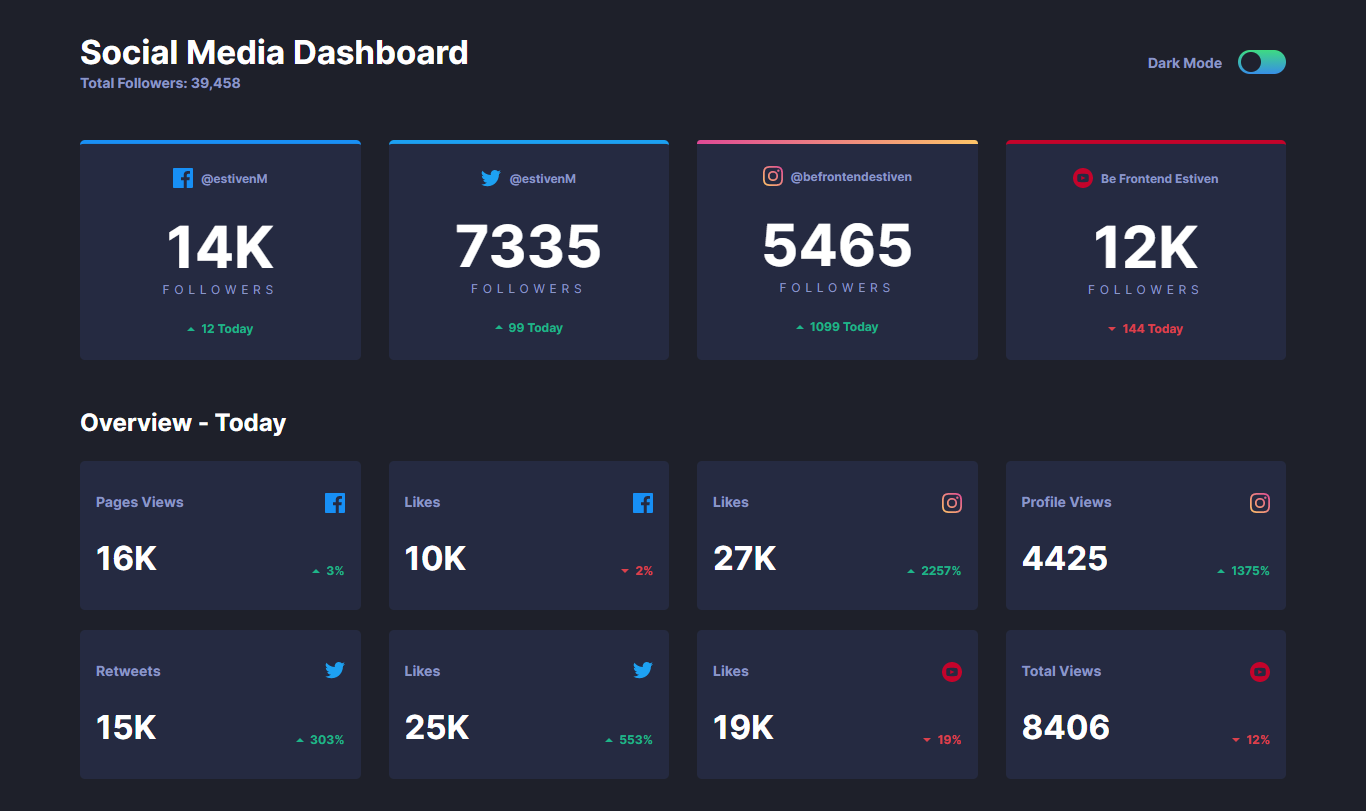 Social Media Dashboard
Total Followers: 39,458
Dark Mode
@estivenM
14K
FOLLOWERS
12 Today
@estivenM
7335
FOLLOWERS
99 Today
@befrontendestiven
5465
FOLLOWERS
1099 Today
Be Frontend Estiven
12K
FOLLOWERS
144 Today
Overview - Today
Pages Views
16K
3%
Likes
10K
2%
Likes
27K
2257%
Profile Views
4425
1375%
Retweets
15K
303%
Likes
25K
553%
Likes
19K
19%
Total Views
8406
12%